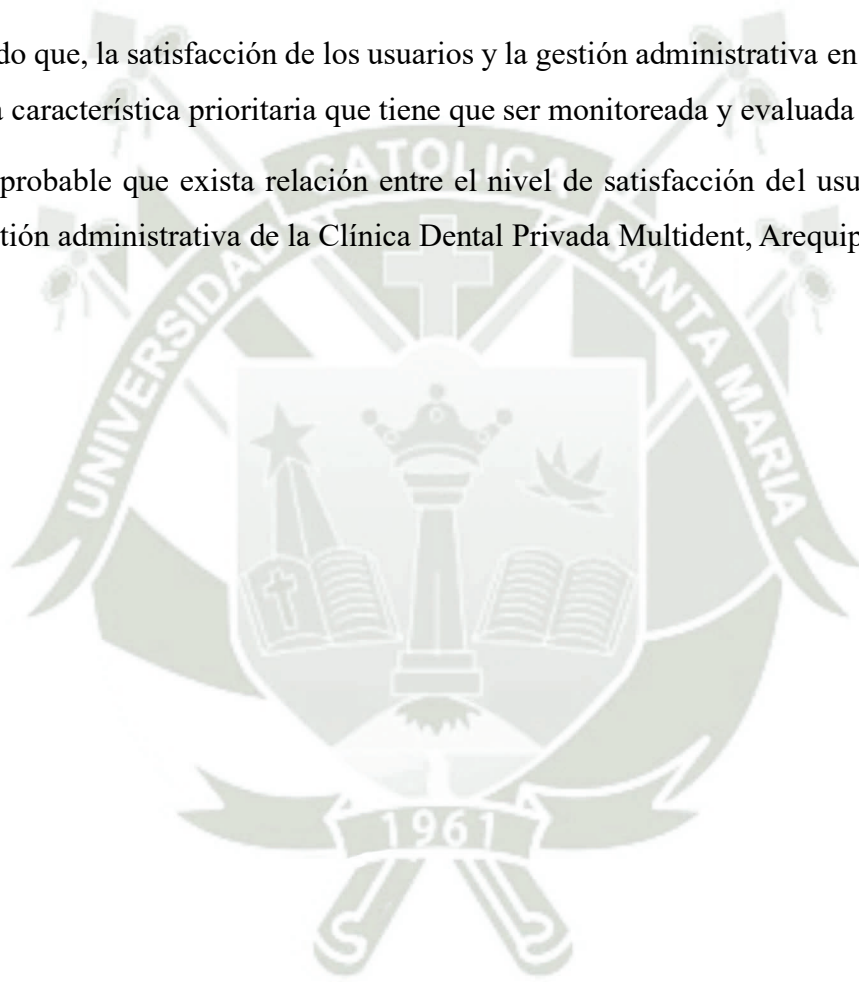 do que, la satisfacción de los usuarios y la gestión administrativa en
característica prioritaria que tiene que ser monitoreada y evaluada
probable que exista relación entre el nivel de satisfacción del usu
tión administrativa de la Clínica Dental Privada Multident, Arequip
UNIVERSIDAD CATOLICA SANTA MARIA
1961